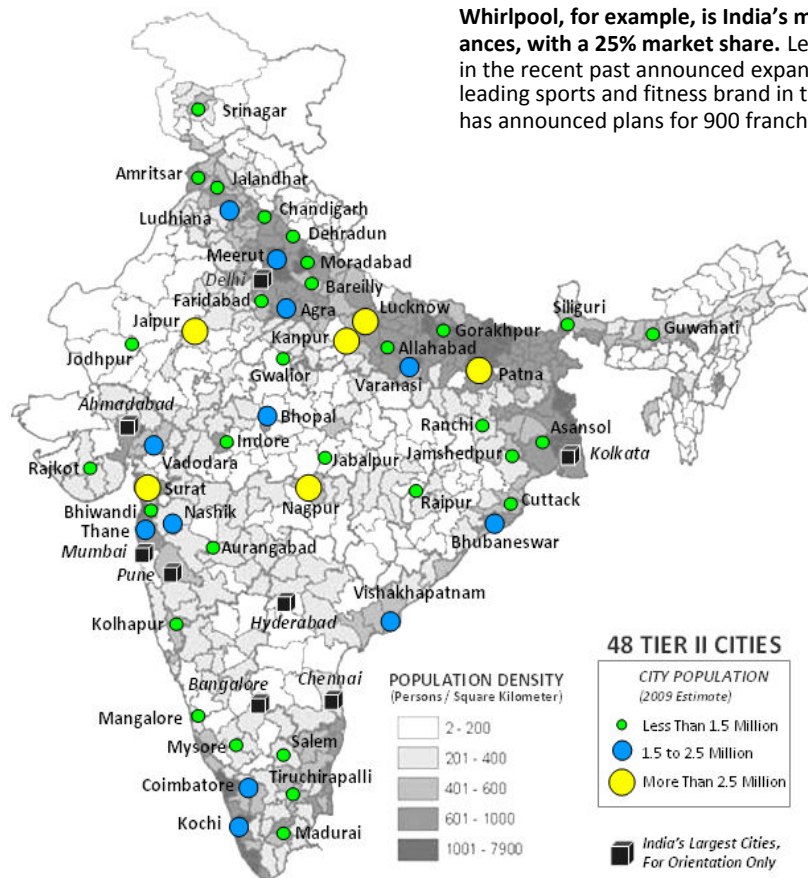 Whirlpool, for example, is India's m
ances, with a 25% market share. Le
in the recent past announced expan
leading sports and fitness brand in t
has announced plans for 900 franch
Srinagar
Amritsar
Jalandhar
Ludhiana
Chandigarh
Dehradun
Meerut
Moradabad
Delhi
Bareilly
Faridabad
Agra
Lucknow
Siliguri
Jaipur
Kanpur
Gorakhpur
Guwahati
Jodhpur
Allahabad
Gwalior
Varanasi
Patna
Ahmadabad
Bhopal
Ranchi
Asansol
Indore
Vadodara
Jabalpur
Jamshedpur
Kolkata
Rajkot
Surat
Raipur
Cuttack
Bhiwandi
Nashik
Nagpur
Thane
Bhubaneswar
Mumbai
Aurangabad
Pune
Vishakhapatnam
Hyderabad
Kolhapur
Bangalore
Chennai
Mangalore
Mysore
Salem
Coimbatore
Tiruchirapalli
Kochi
Madurai
POPULATION DENSITY
(Persons / Square Kilometer)
2 - 200
201 - 400
401 - 600
601 - 1000
1001 - 7900
48 TIER II CITIES
CITY POPULATION
(2009 Estimate)
Less Than 1.5 Million
1.5 to 2.5 Million
More Than 2.5 Million
India's Largest Cities,
For Orientation Only